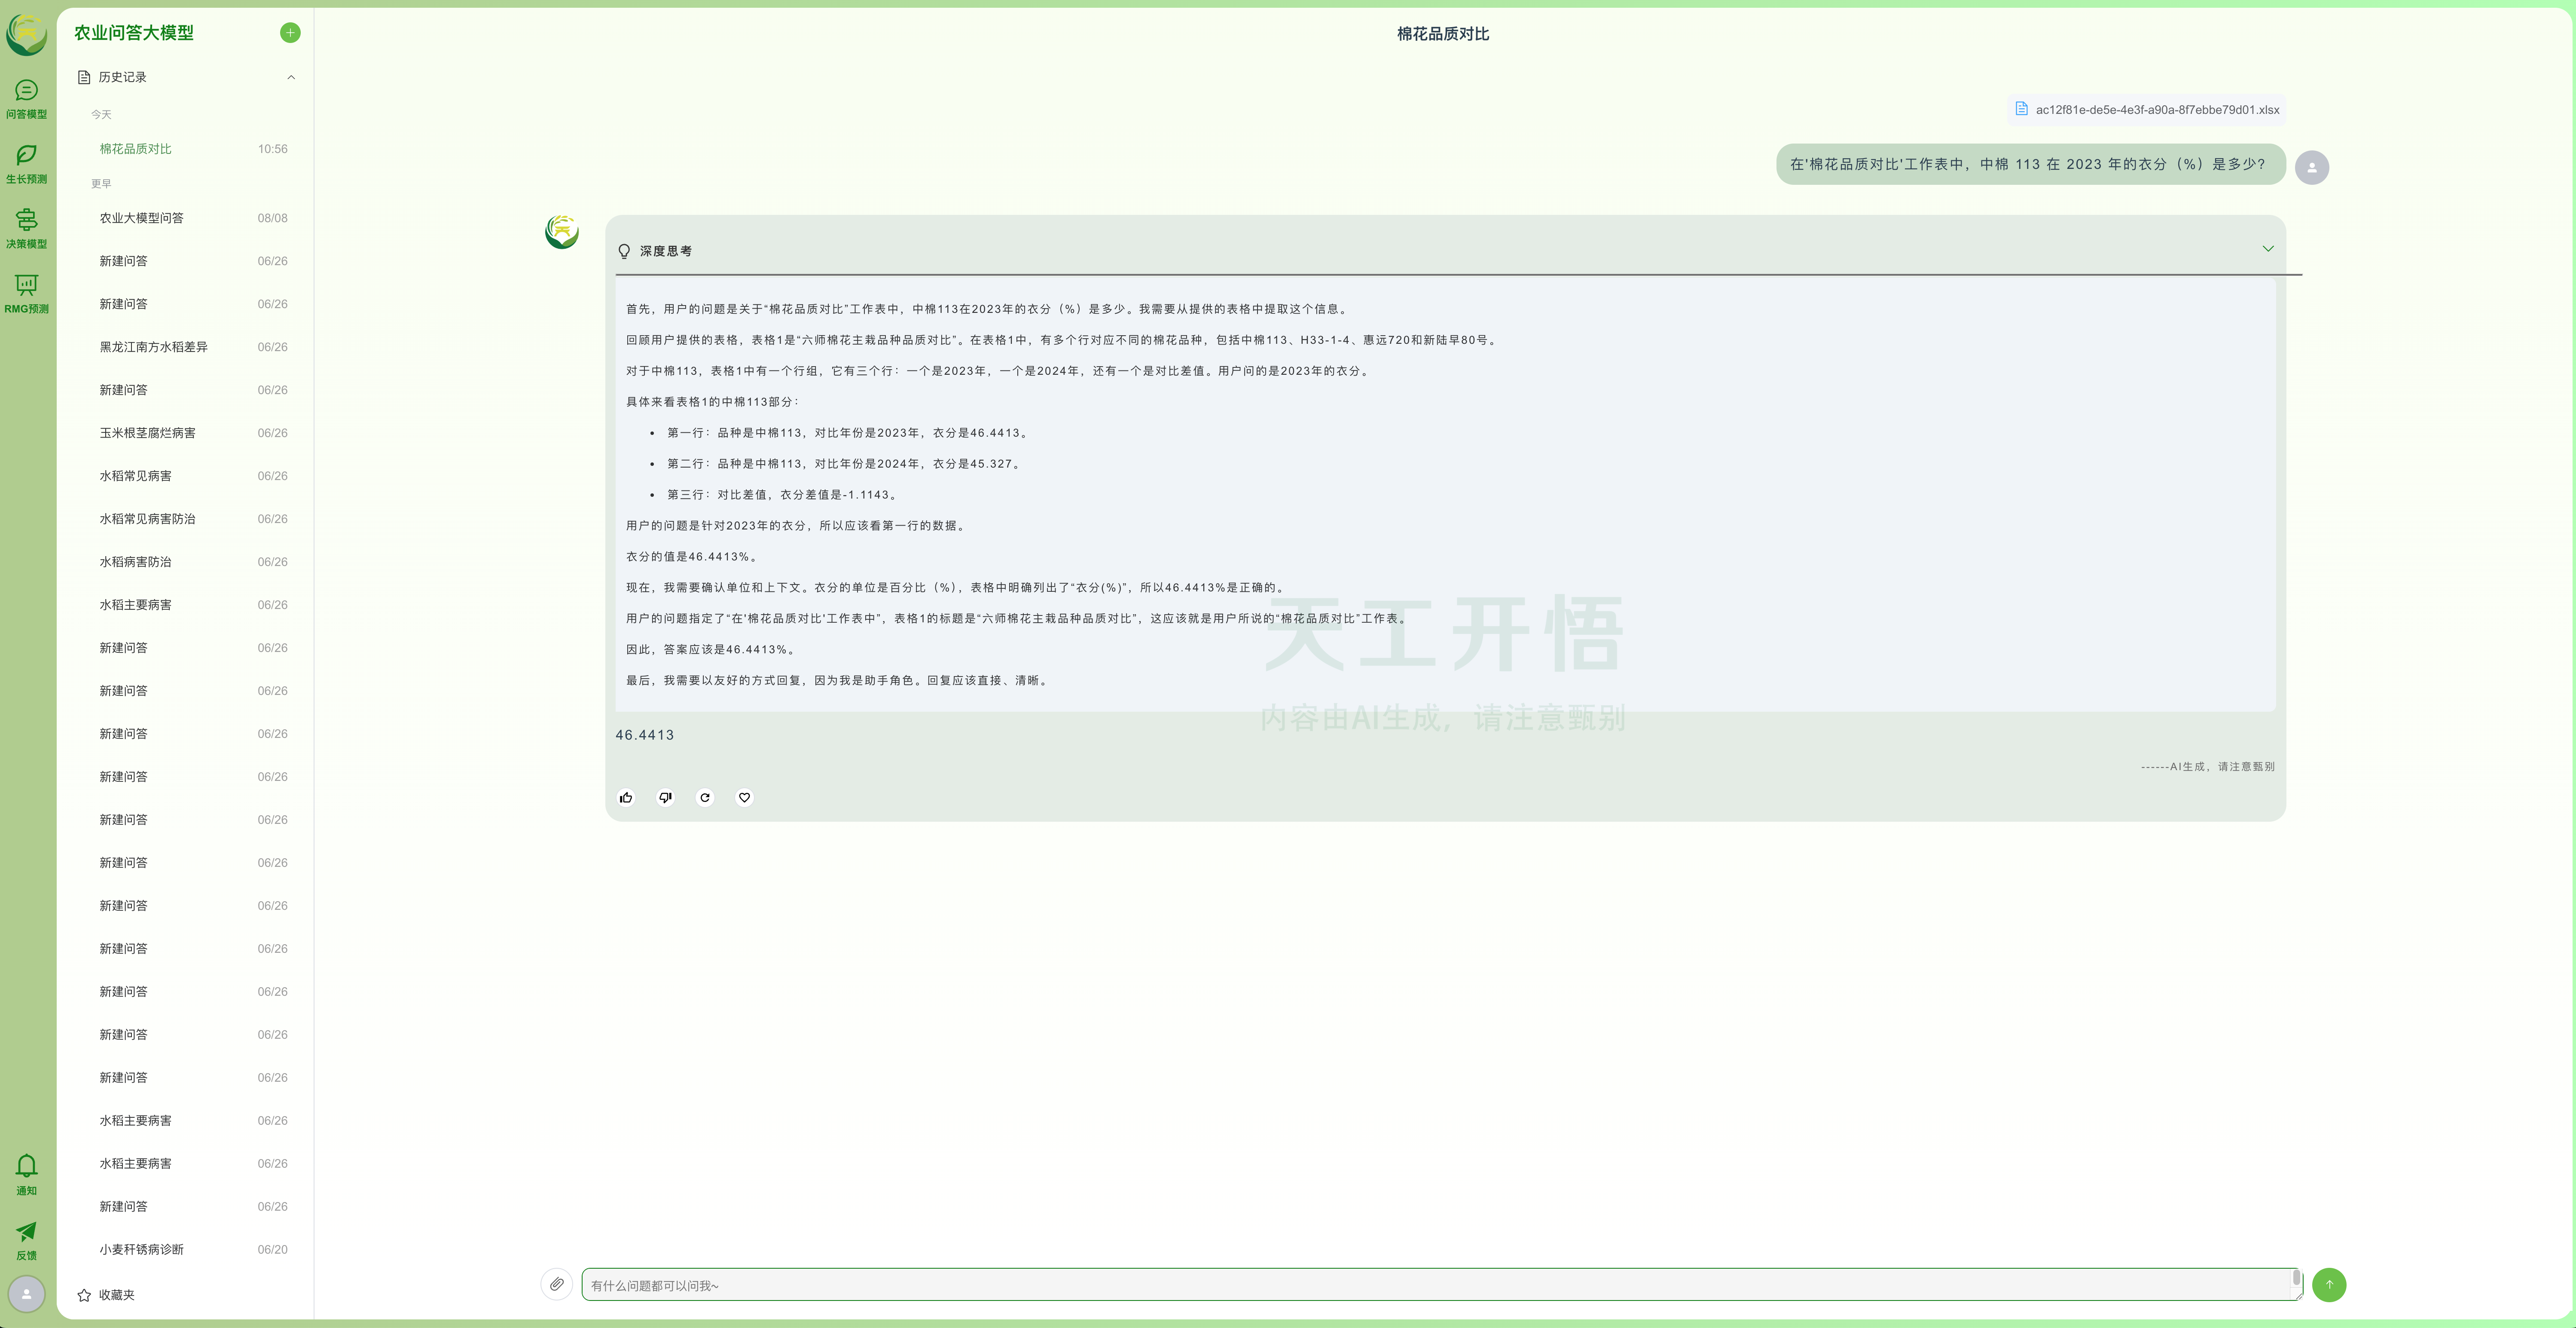 问答模型
生长预测
决策模型
RMG预测
通知
反馈
农业问答大模型
历史记录
今天
棉花品质对比 10:56
更早
农业大模型问答 08/08
新建问答 06/26
新建问答 06/26
黑龙江南方水稻差异 06/26
新建问答 06/26
玉米根茎腐烂病害 06/26
水稻常见病害 06/26
水稻常见病害防治 06/26
水稻病害防治 06/26
水稻主要病害 06/26
新建问答 06/26
新建问答 06/26
新建问答 06/26
新建问答 06/26
新建问答 06/26
新建问答 06/26
新建问答 06/26
新建问答 06/26
新建问答 06/26
新建问答 06/26
新建问答 06/26
水稻主要病害 06/26
水稻主要病害 06/26
新建问答 06/26
小麦秆锈病诊断 06/20
收藏夹
棉花品质对比
ac12f81e-de5e-4e3f-a90a-8f7ebbe79d01.xlsx
在'棉花品质对比'工作表中，中棉 113 在 2023 年的衣分（%）是多少?
深度思考
首先，用户的问题是关于“棉花品质对比”工作表中，中棉113在2023年的衣分（%）是多少。我需要从提供的表格中提取这个信息。
回顾用户提供的表格，表格1是“六师棉花主栽品种品质对比”。在表格1中，有多个行对应不同的棉花品种，包括中棉113、H33-1-4、惠远720和新陆早80号。
对于中棉113，表格1中有一个行组，它有三个行：一个是2023年，一个是2024年，还有一个是对比差值。用户问的是2023年的衣分。
具体来看表格1的中棉113部分：
• 第一行：品种是中棉113，对比年份是2023年，衣分是46.4413。
• 第二行：品种是中棉113，对比年份是2024年，衣分是45.327。
• 第三行：对比差值，衣分差值是-1.1143。
用户的问题是针对2023年的衣分，所以应该看第一行的数据。
衣分的值是46.4413%。
现在，我需要确认单位和上下文。衣分的单位是百分比（%），表格中明确列出了“衣分(%)”，所以46.4413%是正确的。
用户的问题指定了“在'棉花品质对比'工作表中”，表格1的标题是“六师棉花主栽品种品质对比”，这应该就是用户所说的“棉花品质对比”工作表。
因此，答案应该是46.4413%。
最后，我需要以友好的方式回复，因为我是助手角色。回复应该直接、清晰。
天工开悟
内容由AI生成，请注意甄别
46.4413
------AI生成，请注意甄别
有什么问题都可以问我~